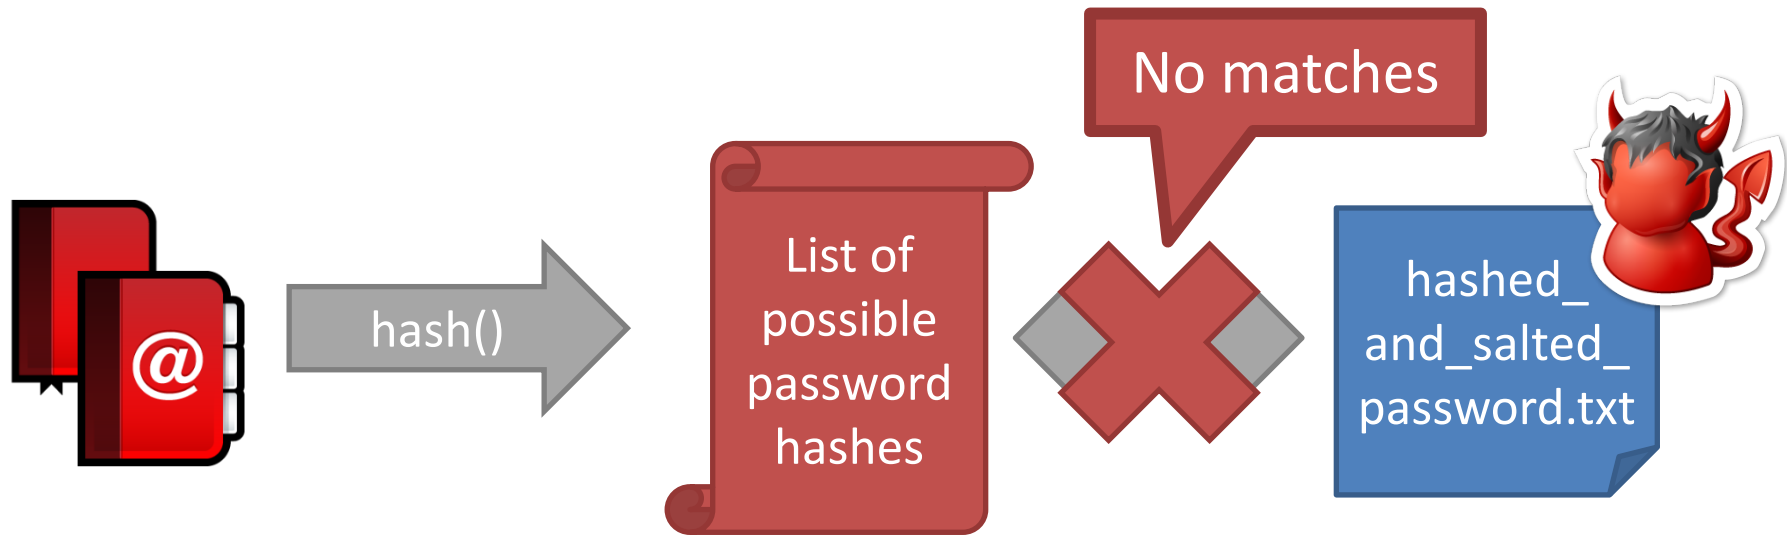 No matches
@
hash()
List of
possible
password
hashes
hashed_
and_salted_
password.txt